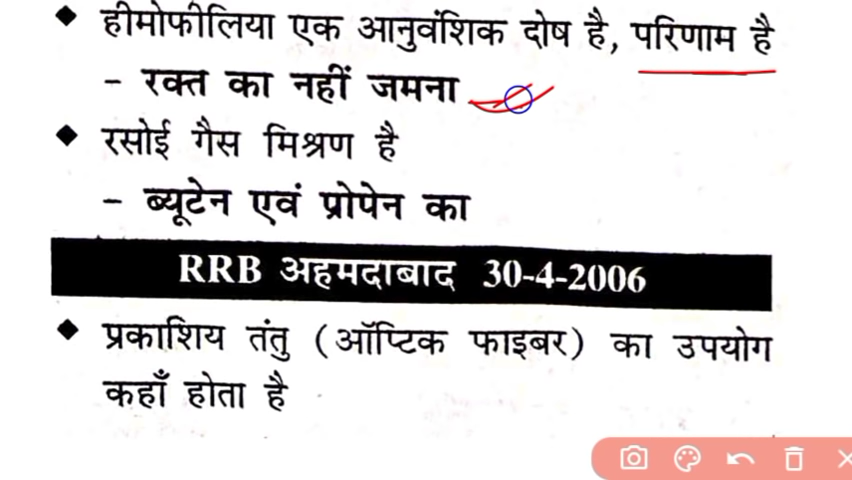 ◆ हीमोफीलिया एक आनुवंशिक दोष है, परिणाम है
– रक्त का नहीं जमना
◆ रसोई गैस मिश्रण है
– ब्यूटेन एवं प्रोपेन का
RRB अहमदाबाद 30-4-2006
◆ प्रकाशिय तंतु (ऑप्टिक फाइबर) का उपयोग
कहाँ होता है